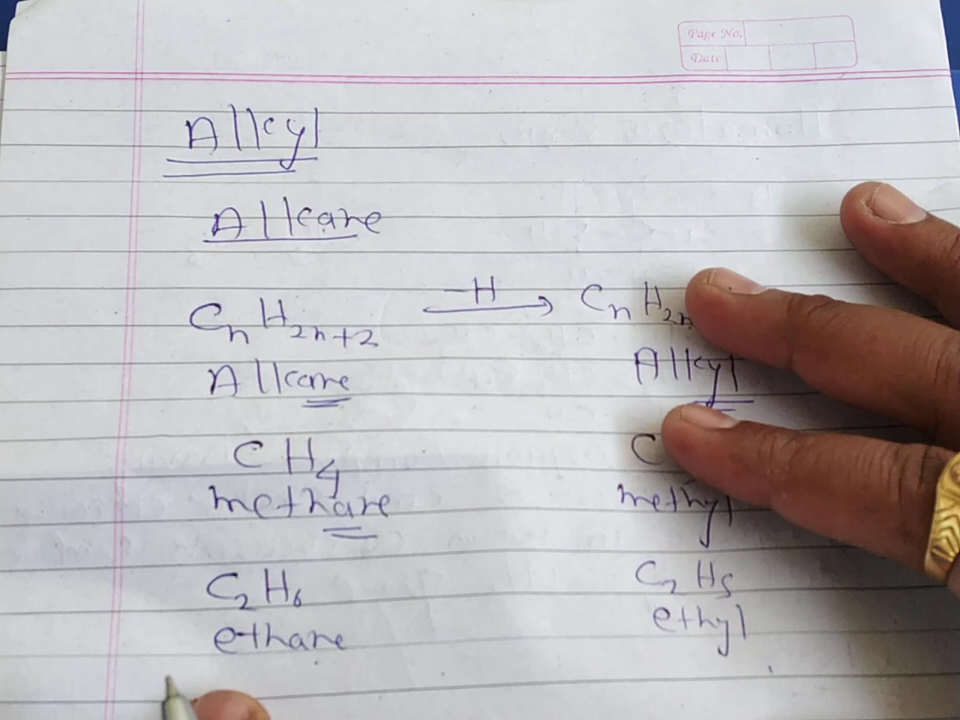 Page No.
Date
Alkyl
Alkane
CnH2n+2 -H → CnH2n
Alkane Alkyl
CH4 C
methane methyl
C2H6 C2H5
ethane ethyl